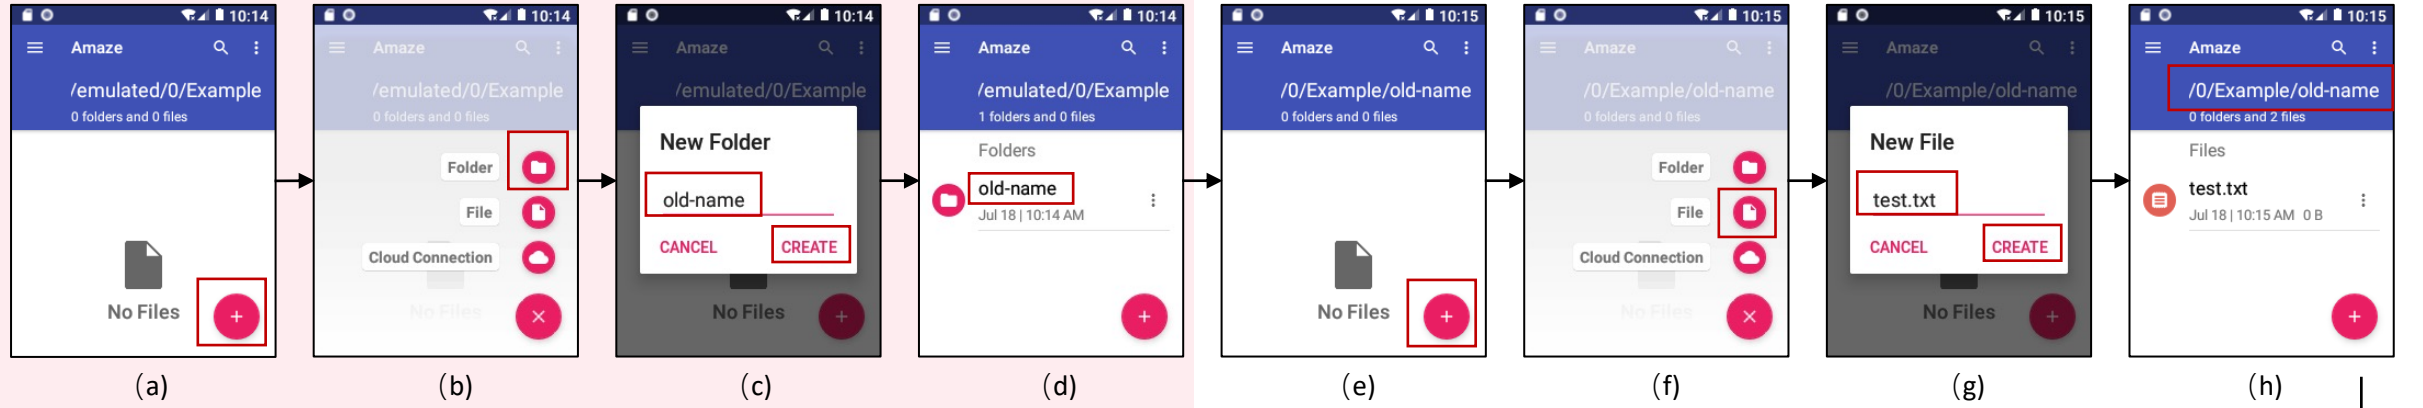 10:14
Amaze
/emulated/0/Example
0 folders and 0 files
No Files
(a)
10:14
Amaze
/emulated/0/Example
0 folders and 0 files
Folder
File
Cloud Connection
No Files
(b)
10:14
Amaze
/emulated/0/Example
New Folder
old-name
CANCEL CREATE
No Files
(c)
10:14
Amaze
/emulated/0/Example
1 folders and 0 files
Folders
old-name
Jul 18 | 10:14 AM
(d)
10:15
Amaze
/0/Example/old-name
0 folders and 0 files
No Files
(e)
10:15
Amaze
/0/Example/old-name
0 folders and 0 files
Folder
File
Cloud Connection
No Files
(f)
10:15
Amaze
/0/Example/old-name
New File
test.txt
CANCEL CREATE
No Files
(g)
10:15
Amaze
/0/Example/old-name
0 folders and 2 files
Files
test.txt
Jul 18 | 10:15 AM 0 B
(h)